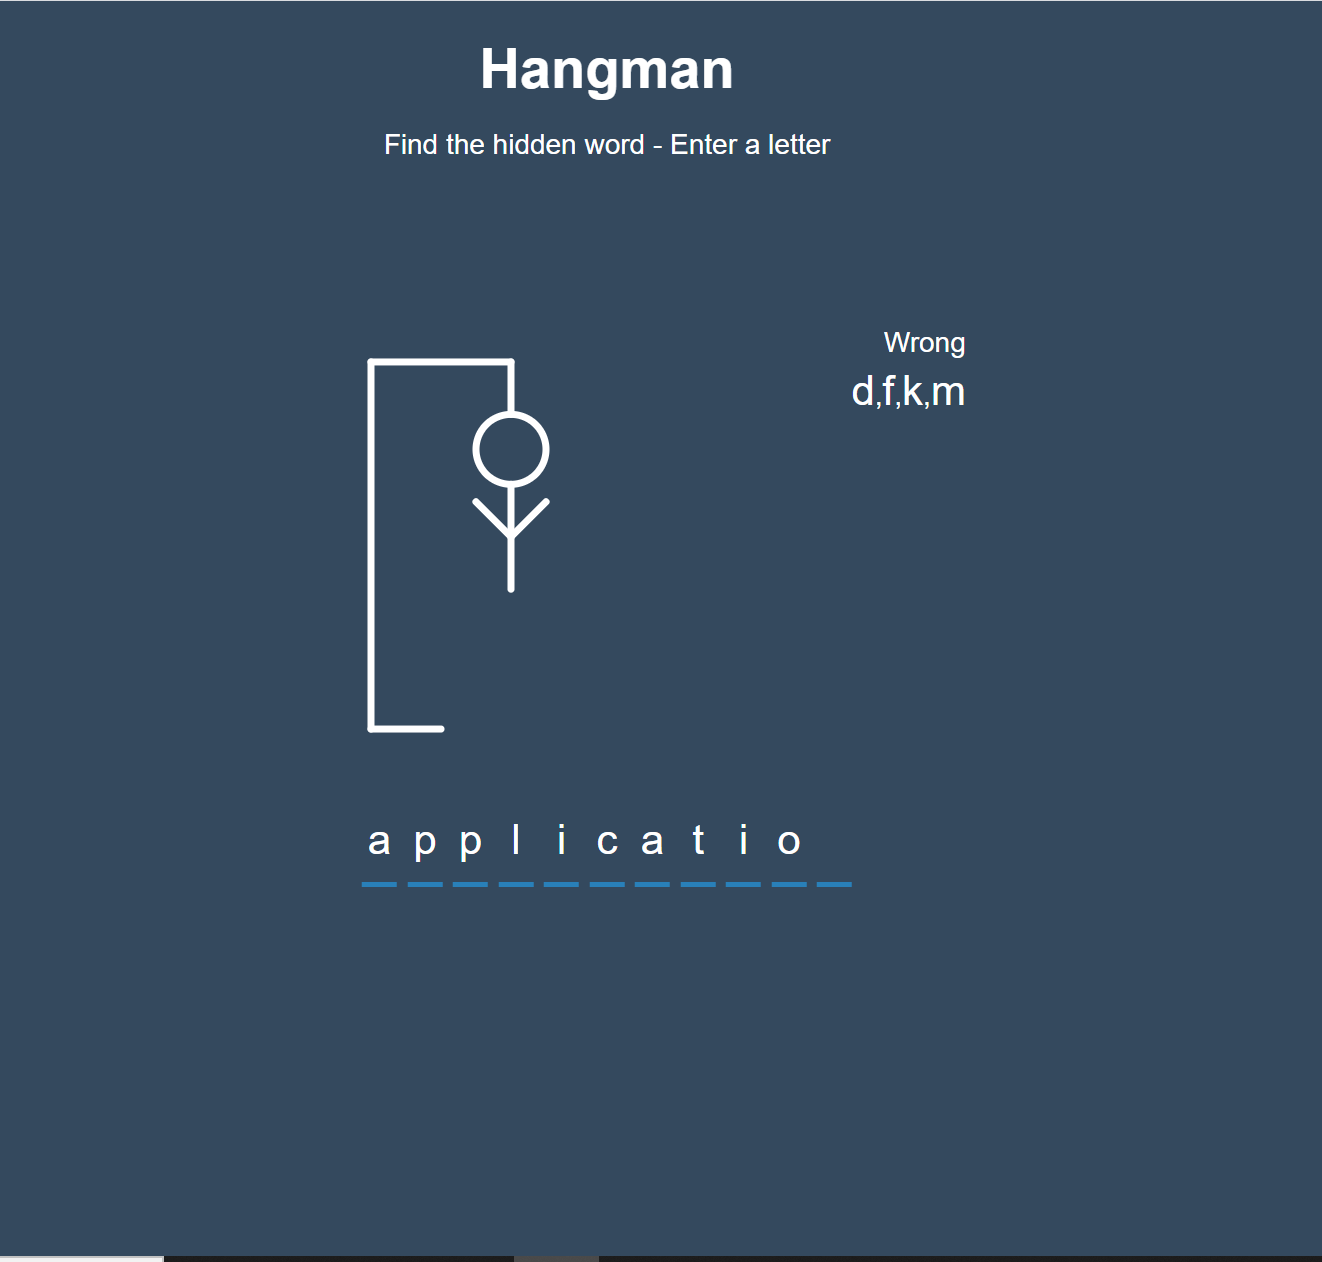 Hangman
Find the hidden word - Enter a letter
Wrong
d,f,k,m
a p p l i c a t i o